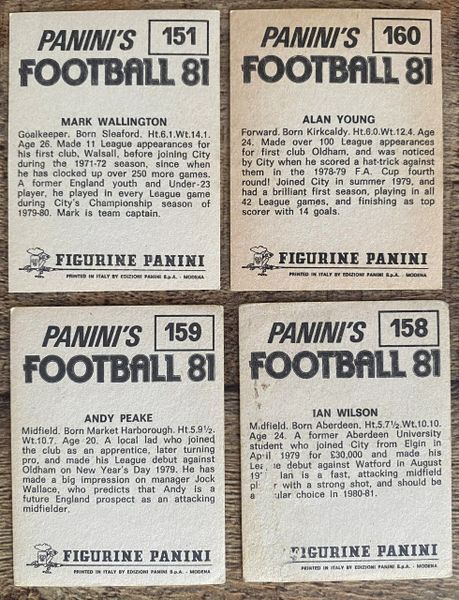 PANINI'S 151
FOOTBALL 81
MARK WALLINGTON
Goalkeeper. Born Sleaford. Ht.6.1.Wt.14.1.
Age 26. Made 11 League appearances for
his first club, Walsall, before joining City
during the 1971-72 season, since when
he has clocked up over 250 more games.
A former England youth and Under-23
player, he played in every League game
during City's Championship season of
1979-80. Mark is team captain.
FIGURINE PANINI
PRINTED IN ITALY BY EDIZIONI PANINI S.p.A. - MODENA
PANINI'S 160
FOOTBALL 81
ALAN YOUNG
Forward. Born Kirkcaldy. Ht.6.0.Wt.12.4. Age
24. Made over 100 League appearances
for first club Oldham, and was noticed
by City when he scored a hat-trick against
them in the 1978-79 F.A. Cup fourth
round! Joined City in summer 1979, and
had a brilliant first season, playing in all
42 League games, and finishing as top
scorer with 14 goals.
FIGURINE PANINI
PRINTED IN ITALY BY EDIZIONI PANINI S.p.A. - MODENA
PANINI'S 159
FOOTBALL 81
ANDY PEAKE
Midfield. Born Market Harborough. Ht.5.9½.
Wt.10.7. Age 20. A local lad who joined
the club as an apprentice, later turning
pro, and made his League debut against
Oldham on New Year's Day 1979. He has
made a big impression on manager Jock
Wallace, who predicts that Andy is a
future England prospect as an attacking
midfielder.
FIGURINE PANINI
PRINTED IN ITALY BY EDIZIONI PANINI S.p.A. - MODENA
PANINI'S 158
FOOTBALL 81
IAN WILSON
Midfield. Born Aberdeen. Ht.5.7½.Wt.10.10.
Age 24. A former Aberdeen University
student who joined City from Elgin in
April 1979 for £30,000 and made his
League debut against Watford in August
Ian is a fast, attacking midfield
with a strong shot, and should be
a choice in 1980-81.
FIGURINE PANINI
PRINTED IN ITALY BY EDIZIONI PANINI S.p.A. - MODENA